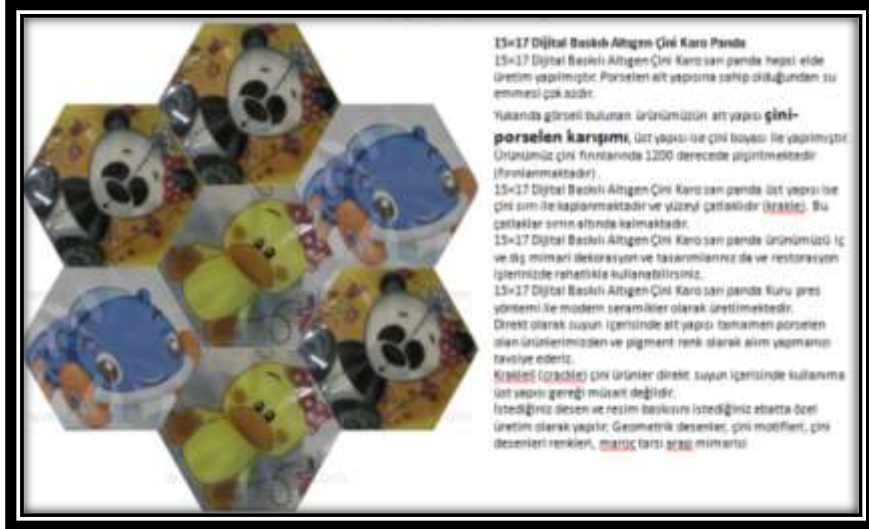 15×17 Dijital Baskılı Altıgen Çini Karo Panda
15×17 Dijital Baskılı Altıgen Çini Karo sarı panda hepsi elde
üretim yapılmıştır. Porselen alt yapısına sahip olduğundan su
emmesi çok azdır.
Yukarıda görseli bulunan ürünümüzün alt yapısı çini-
porselen karışımı, üst yapısı ise çini boyası ile yapılmıştır.
Ürünümüz çini fırınlarında 1200 derecede pişirilmektedir
(fırınlanmaktadır).
15×17 Dijital Baskılı Altıgen Çini Karo sarı panda üst yapısı ise
çini sırrı ile kaplanmaktadır ve yüzeyi çatlaklıdır (krakle). Bu
çatlaklar sırrın altında kalmaktadır.
15×17 Dijital Baskılı Altıgen Çini Karo sarı panda ürünümüzü iç
ve dış mimari dekorasyon ve tasarımlarınız da ve restorasyon
işlerinizde rahatlıkla kullanabilirsiniz.
15×17 Dijital Baskılı Altıgen Çini Karo sarı panda Kuru pres
yöntemi ile modern seramikler olarak üretilmektedir.
Direkt olarak suyun içerisinde alt yapısı tamamen porselen
olan ürünlerimizden ve pigment renk olarak alım yapmanızı
tavsiye ederiz.
Krakleli (crackle) çini ürünler direkt suyun içerisinde kullanıma
üst yapısı gereği müsait değildir.
İstediğiniz desen ve resim baskısını istediğiniz ebatta özel
üretim olarak yapılır. Geometrik desenler, çini motifleri, çini
desenleri renkleri, maroc tarzı arap mimarisi